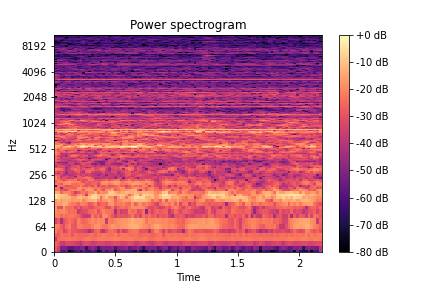 Power spectrogram
+0 dB
8192
-10 dB
4096
-20 dB
2048
-30 dB
1024
Hz
-40 dB
512
-50 dB
256
-60 dB
128
-70 dB
64
0
-80 dB
0
0.5
1
1.5
2
Time